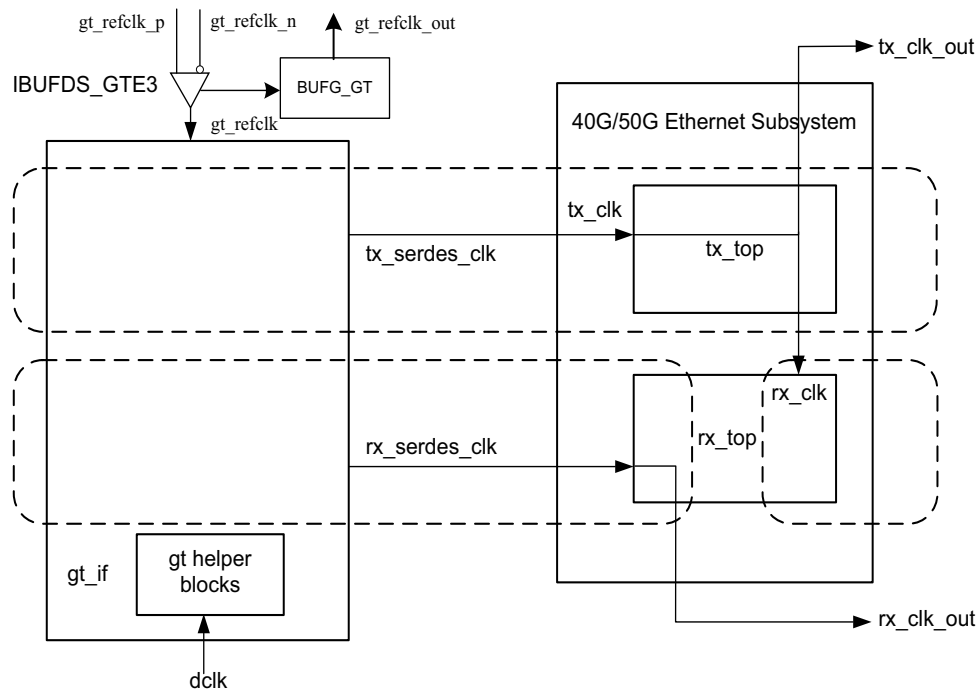 gt_refclk_p
gt_refclk_n
gt_refclk_out
tx_clk_out
IBUFDS_GTE3
BUFG_GT
gt_refclk
40G/50G Ethernet Subsystem
tx_clk
tx_serdes_clk
tx_top
rx_clk
rx_serdes_clk
rx_top
gt_if
gt helper
blocks
rx_clk_out
dclk